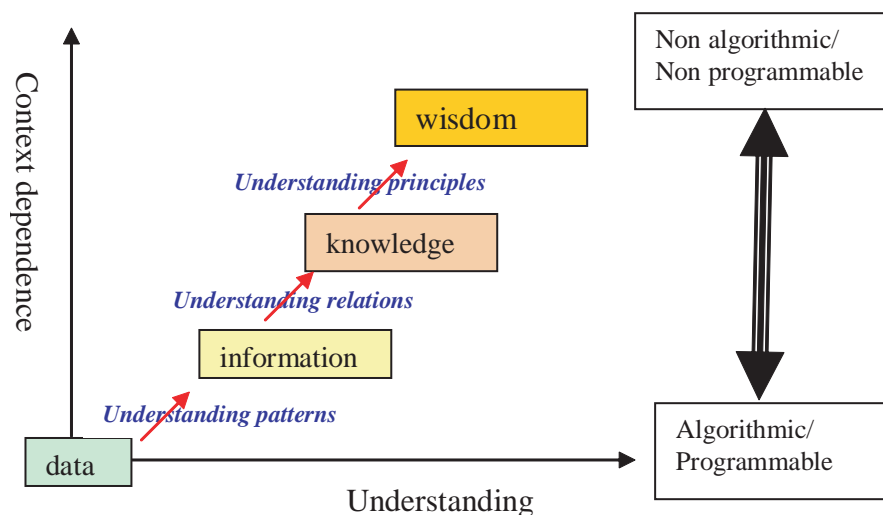 Non algorithmic/
Non programmable
Context dependence
wisdom
Understanding principles
knowledge
Understanding relations
information
Understanding patterns
data
Algorithmic/
Programmable
Understanding